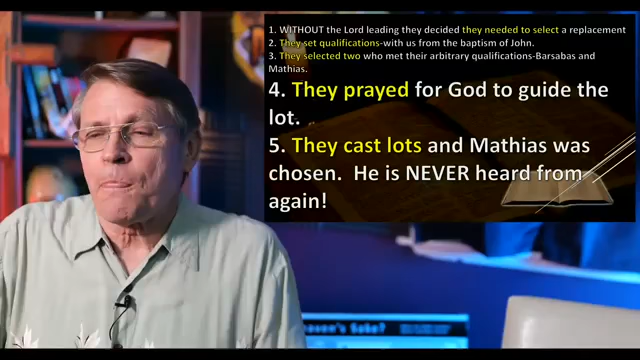 1. WITHOUT the Lord leading they decided they needed to select a replacement
2. They set qualifications-with us from the baptism of John.
3. They selected two who met their arbitrary qualifications-Barsabas and
Mathias.
4. They prayed for God to guide the
lot.
5. They cast lots and Mathias was
chosen. He is NEVER heard from
again!
eaven's Sake?